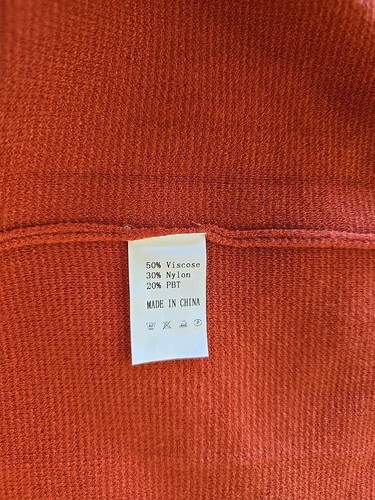 50% Viscose
30% Nylon
20% PBT
MADE IN CHINA